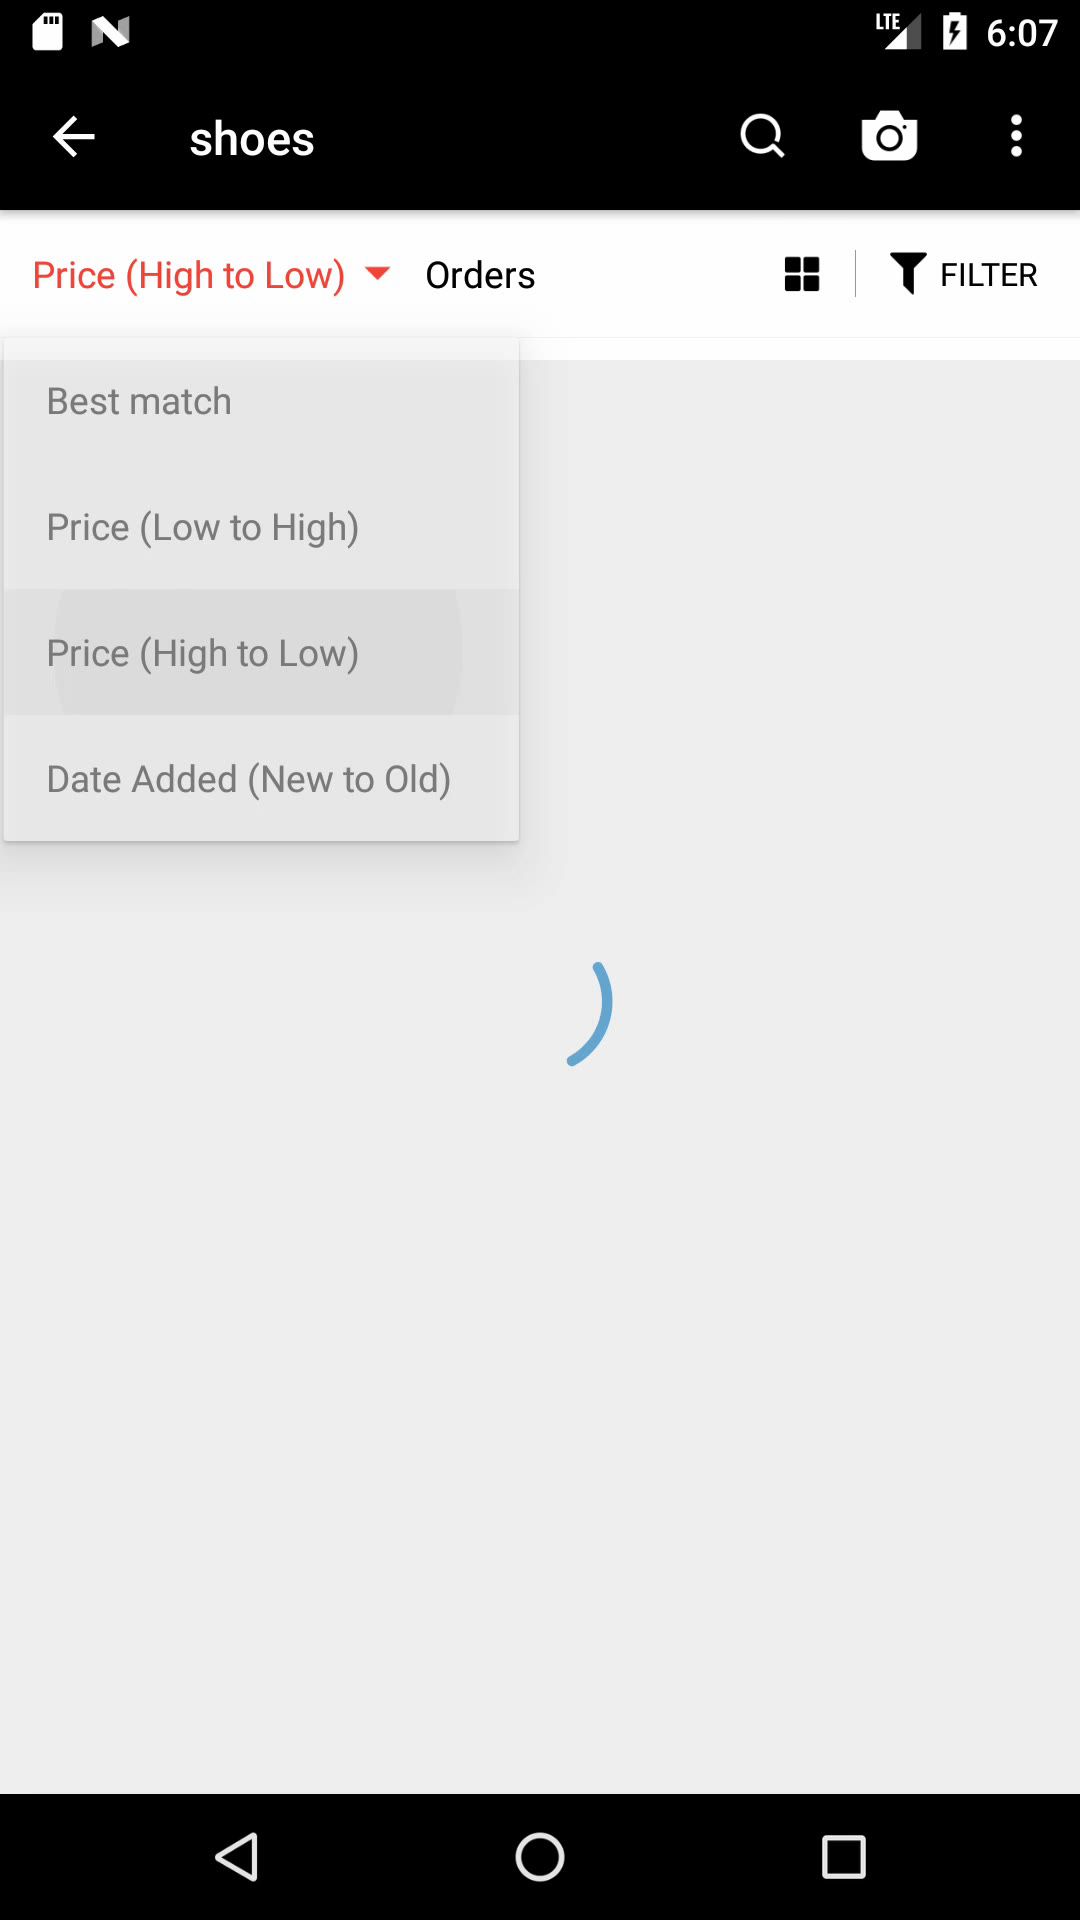 LTE 6:07
shoes
Price (High to Low) Orders FILTER
Best match
Price (Low to High)
Price (High to Low)
Date Added (New to Old)